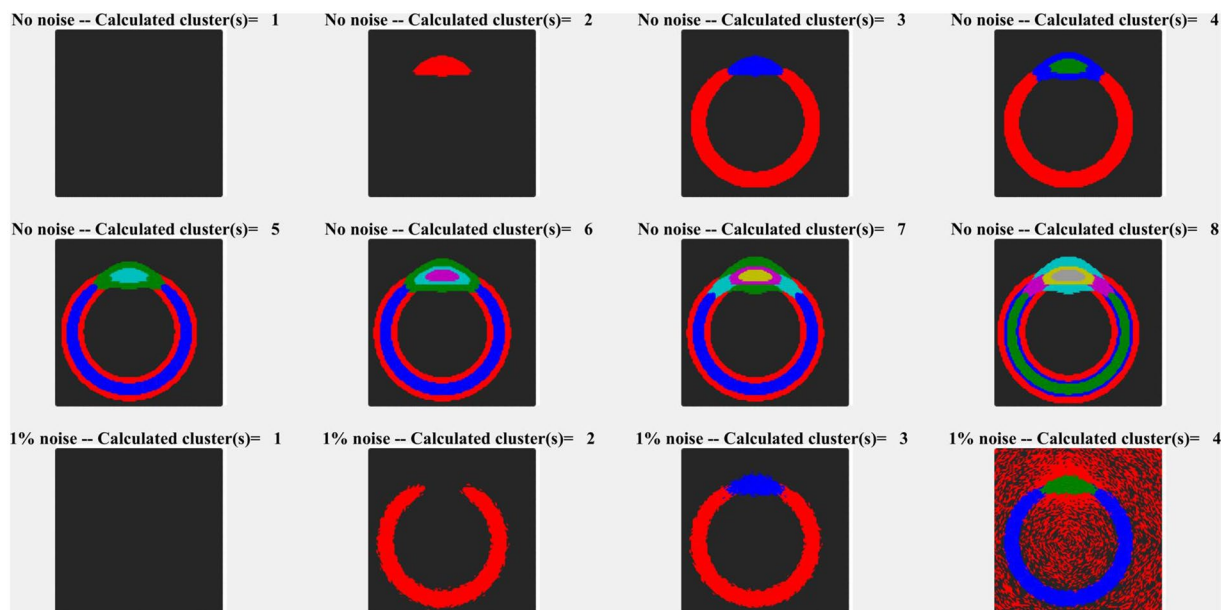 No noise -- Calculated cluster(s)= 1
No noise -- Calculated cluster(s)= 2
No noise -- Calculated cluster(s)= 3
No noise -- Calculated cluster(s)= 4
No noise -- Calculated cluster(s)= 5
No noise -- Calculated cluster(s)= 6
No noise -- Calculated cluster(s)= 7
No noise -- Calculated cluster(s)= 8
1% noise -- Calculated cluster(s)= 1
1% noise -- Calculated cluster(s)= 2
1% noise -- Calculated cluster(s)= 3
1% noise -- Calculated cluster(s)= 4